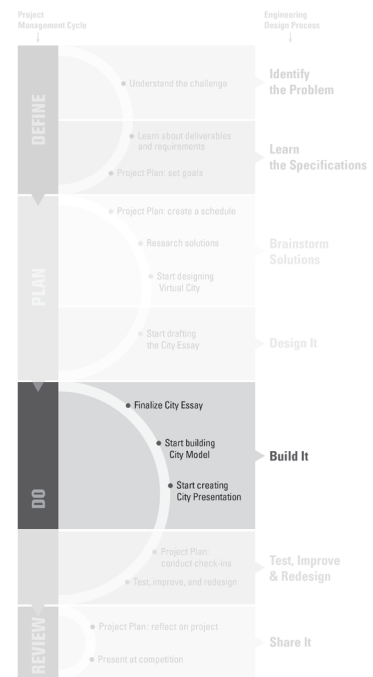 Project
Management Cycle
Engineering
Design Process
DEFINE
• Understand the challenge
Identify
the Problem
• Learn about deliverables
and requirements
• Project Plan: set goals
Learn
the Specifications
PLAN
• Project Plan: create a schedule
• Research solutions
• Start designing
Virtual City
Brainstorm
Solutions
• Start drafting
the City Essay
Design It
DO
• Finalize City Essay
• Start building
City Model
• Start creating
City Presentation
Build It
• Project Plan:
conduct check-ins
• Test, improve, and redesign
Test, Improve
& Redesign
REVIEW
• Project Plan: reflect on project
• Present at competition
Share It